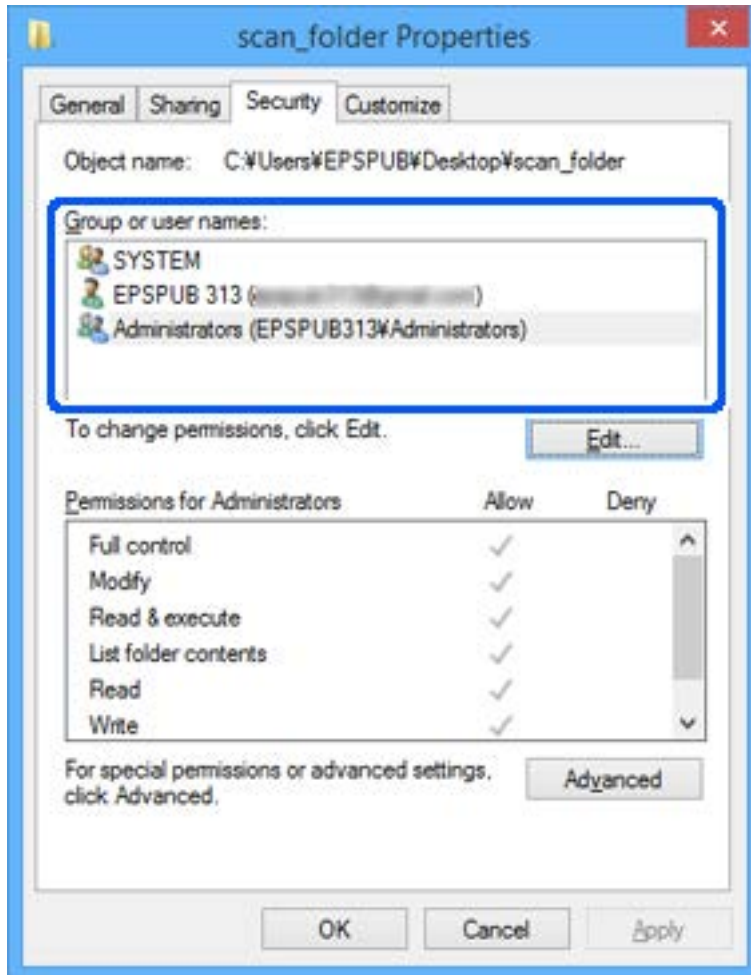 scan_folder Properties
General Sharing Security Customize
Object name: C:¥Users¥EPSPUB¥Desktop¥scan_folder
Group or user names:
SYSTEM
EPSPUB 313 ( )
Administrators (EPSPUB313¥Administrators)
To change permissions, click Edit.
Edit...
Permissions for Administrators Allow Deny
Full control
Modify
Read & execute
List folder contents
Read
Write
For special permissions or advanced settings,
click Advanced.
Advanced
OK Cancel Apply